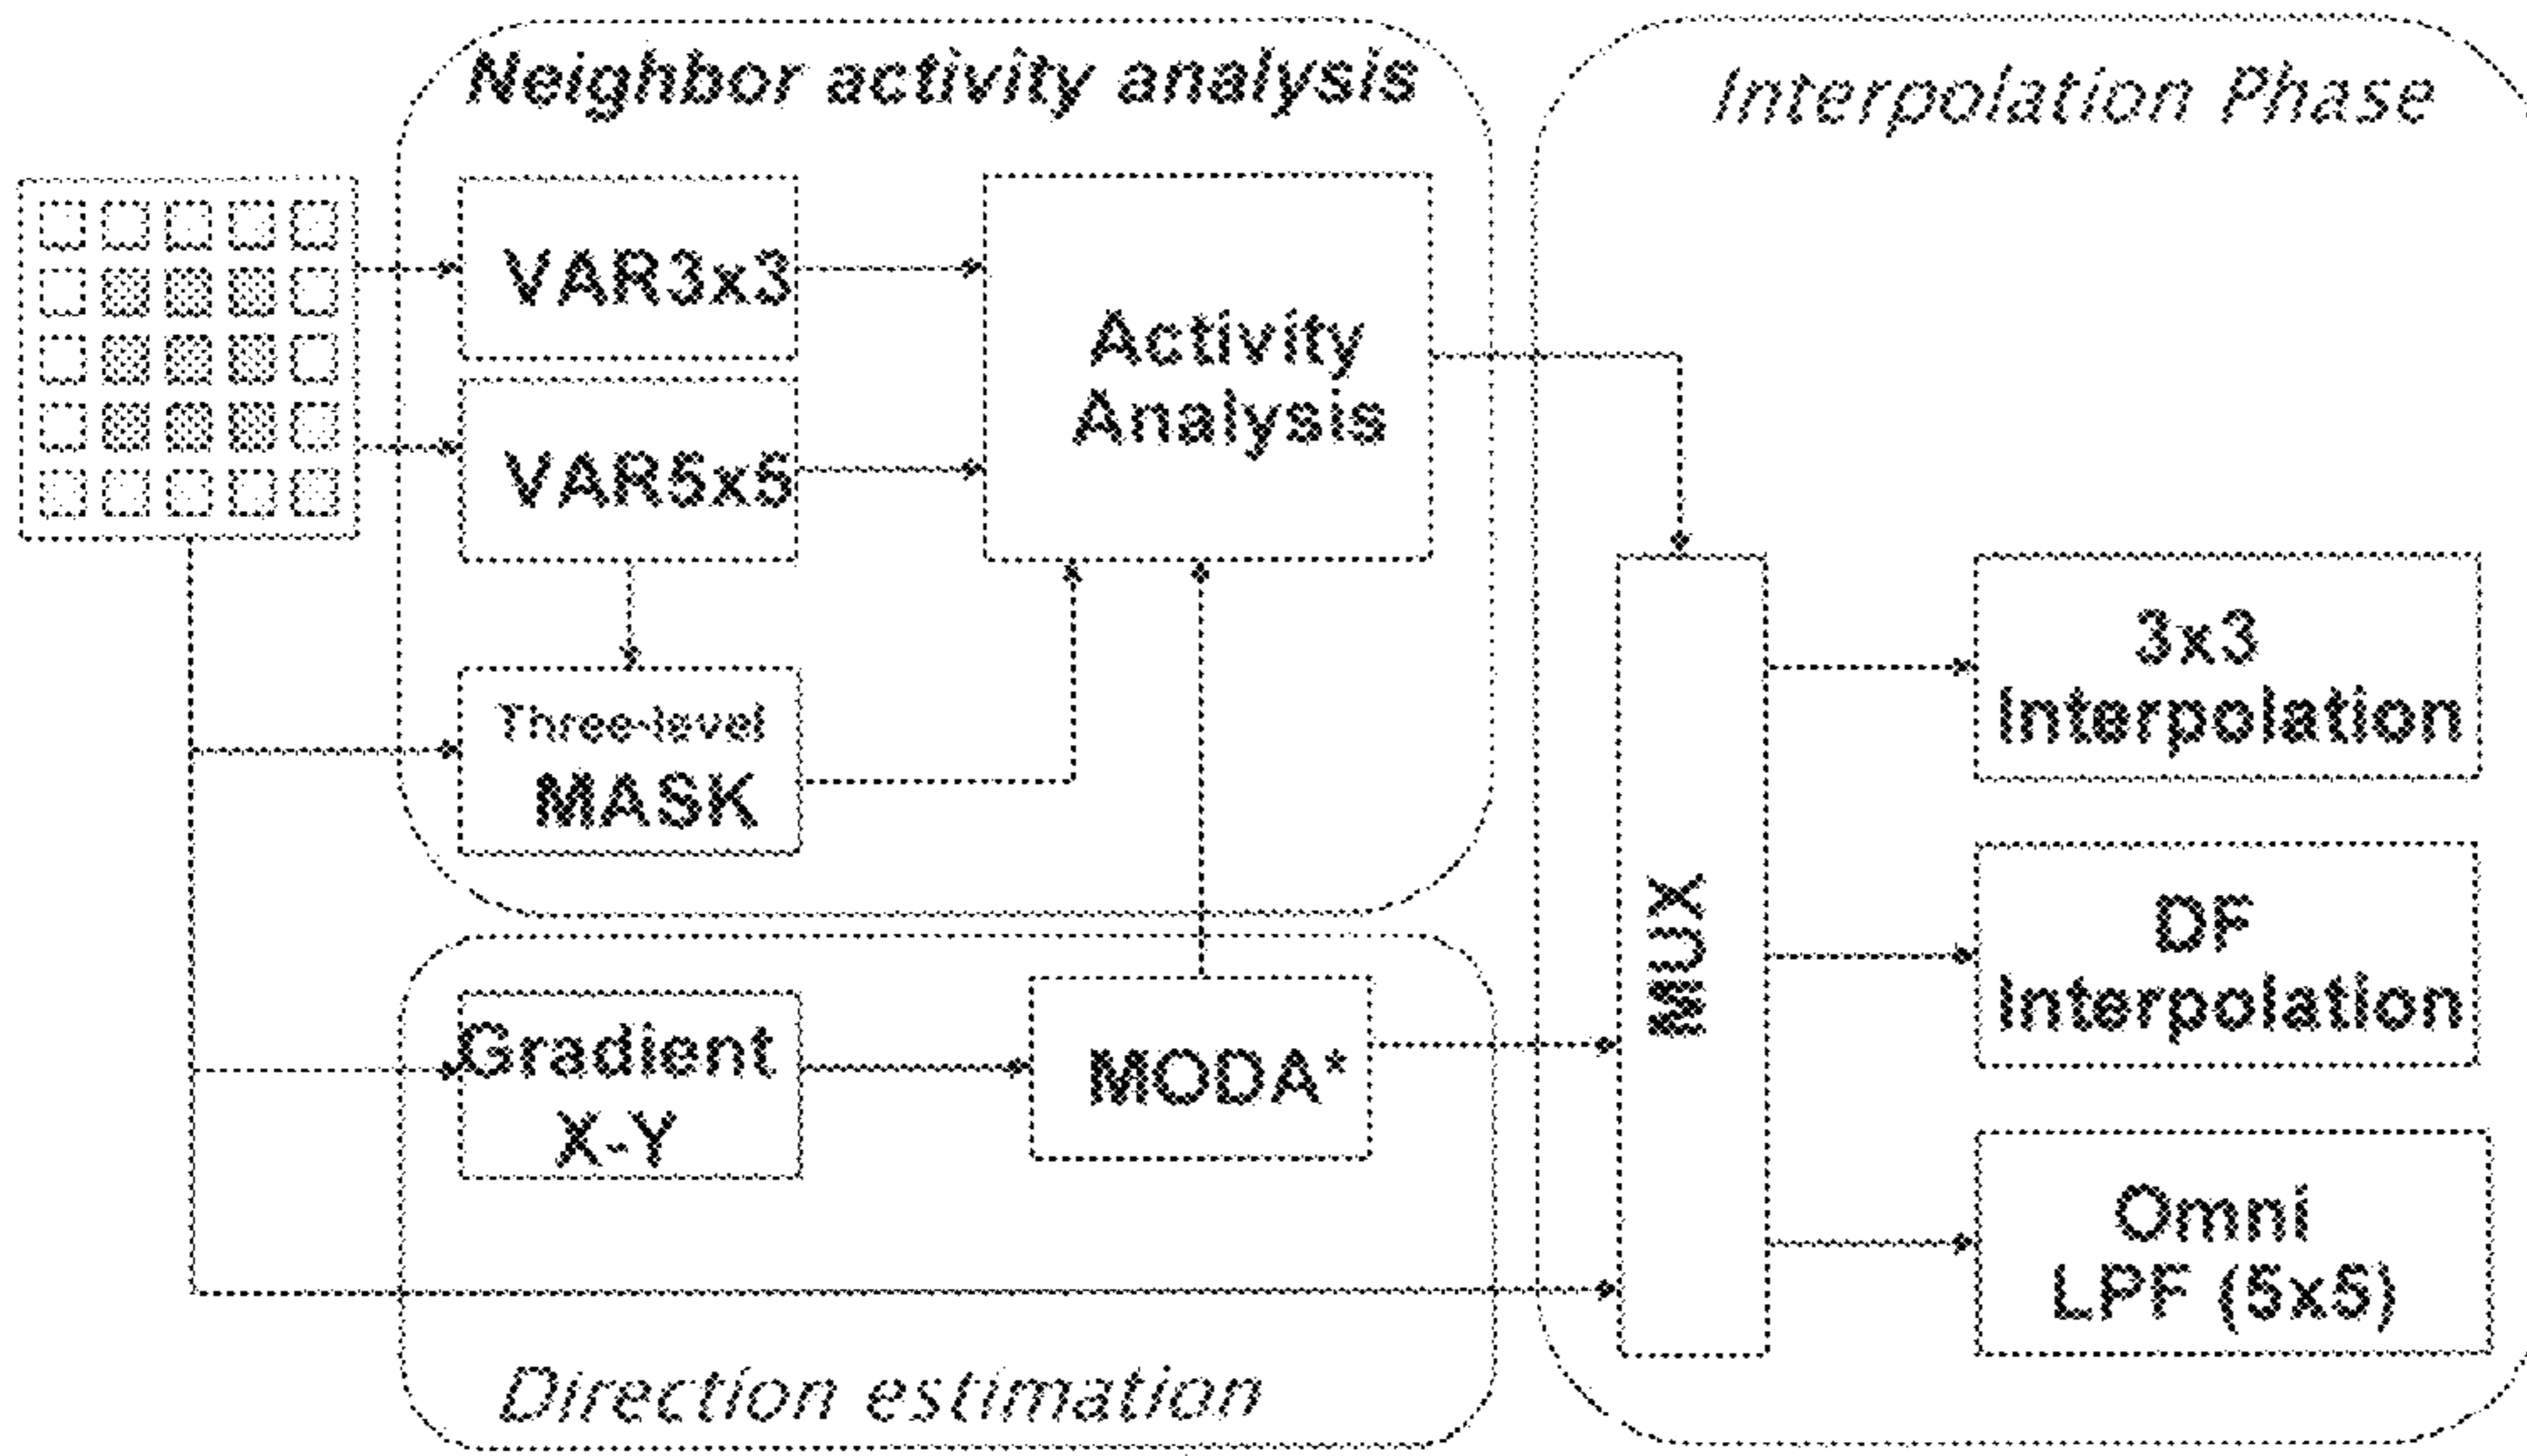 Neighbor activity analysis
Interpolation Phase
VAR3x3
VAR5x5
Activity
Analysis
Three-level
MASK
Gradient
X-Y
MODA*
Direction estimation
MUX
3x3
Interpolation
DF
Interpolation
Omni
LPF (5x5)